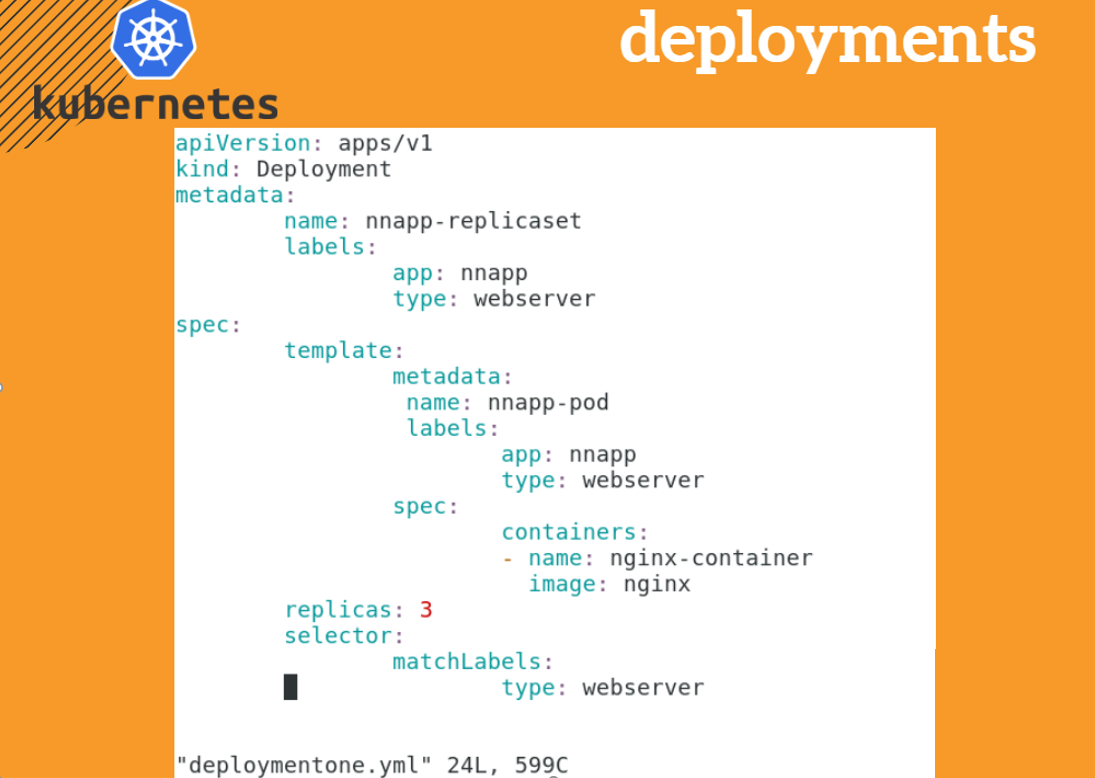 deployments
kubernetes
apiVersion: apps/v1
kind: Deployment
metadata:
        name: nnapp-replicaset
        labels:
                app: nnapp
                type: webserver
spec:
        template:
                metadata:
                 name: nnapp-pod
                 labels:
                        app: nnapp
                        type: webserver
                spec:
                        containers:
                        - name: nginx-container
                          image: nginx
        replicas: 3
        selector:
                matchLabels:
                        type: webserver
"deploymentone.yml" 24L, 599C